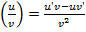 (u/v) = (u'v−uv')/v²